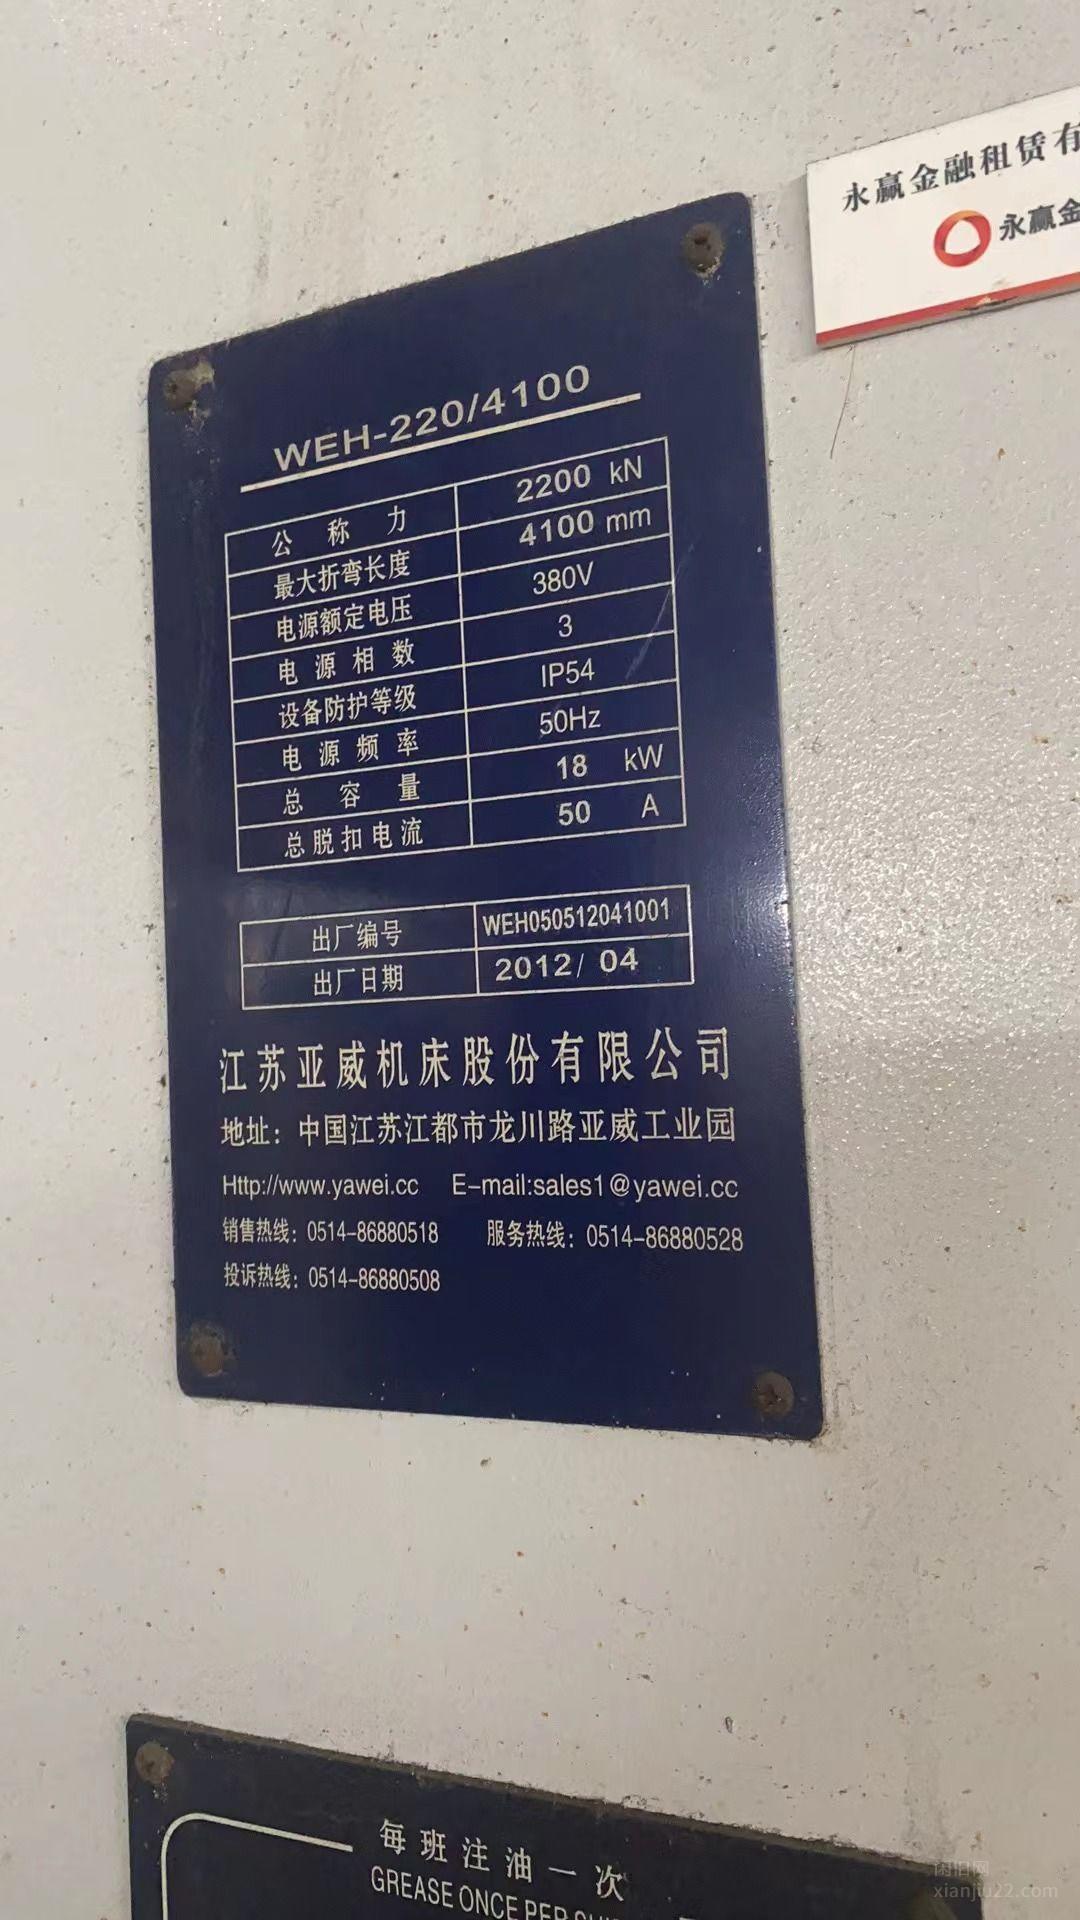 永赢金融租赁有
永赢金
WEH-220/4100
公称力 2200 kN
最大折弯长度 4100 mm
电源额定电压 380V
电源相数 3
设备防护等级 IP54
电源频率 50Hz
总容量 18 kW
总脱扣电流 50 A
出厂编号 WEH050512041001
出厂日期 2012/ 04
江苏亚威机床股份有限公司
地址：中国江苏江都市龙川路亚威工业园
Http://www.yawei.cc E-mail:sales1@yawei.cc
销售热线：0514-86880518 服务热线：0514-86880528
投诉热线：0514-86880508
每班注油一次
GREASE ONCE PER
闲旧网
xianjiu22.com